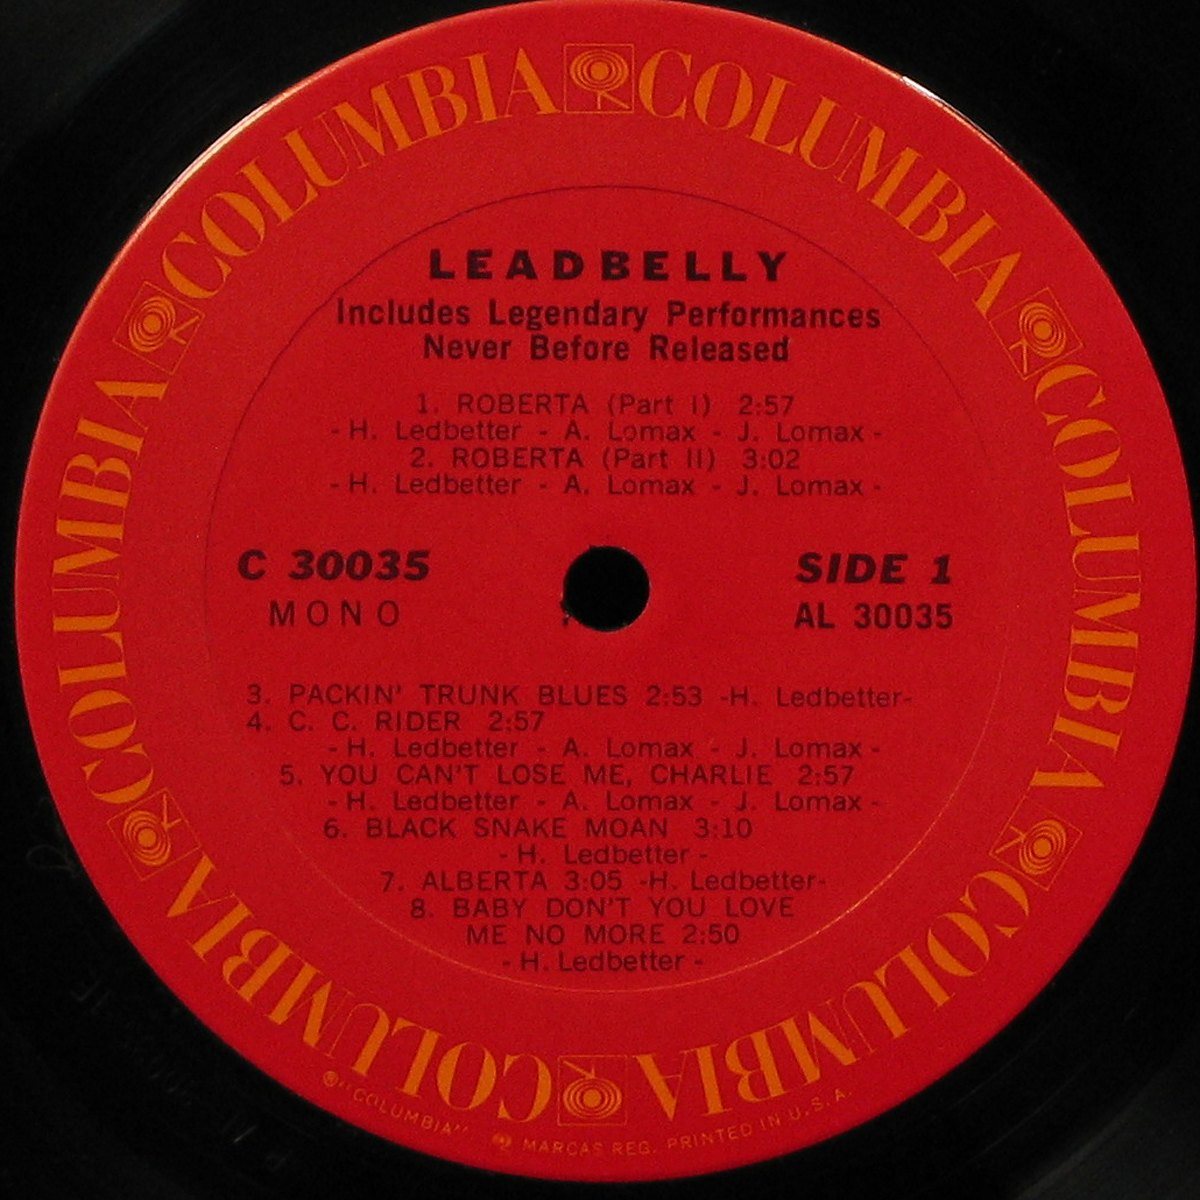 COLUMBIA COLUMBIA COLUMBIA COLUMBIA COLUMBIA COLUMBIA
LEADBELLY
Includes Legendary Performances
Never Before Released
1. ROBERTA (Part I) 2:57
- H. Ledbetter - A. Lomax - J. Lomax -
2. ROBERTA (Part II) 3:02
- H. Ledbetter - A. Lomax - J. Lomax -
C 30035
MONO
SIDE 1
AL 30035
3. PACKIN' TRUNK BLUES 2:53 -H. Ledbetter-
4. C. C. RIDER 2:57
- H. Ledbetter - A. Lomax - J. Lomax -
5. YOU CAN'T LOSE ME, CHARLIE 2:57
- H. Ledbetter - A. Lomax - J. Lomax -
6. BLACK SNAKE MOAN 3:10
- H. Ledbetter -
7. ALBERTA 3:05 -H. Ledbetter-
8. BABY DON'T YOU LOVE
ME NO MORE 2:50
- H. Ledbetter -
® "COLUMBIA" MARCAS REG. PRINTED IN U.S.A.